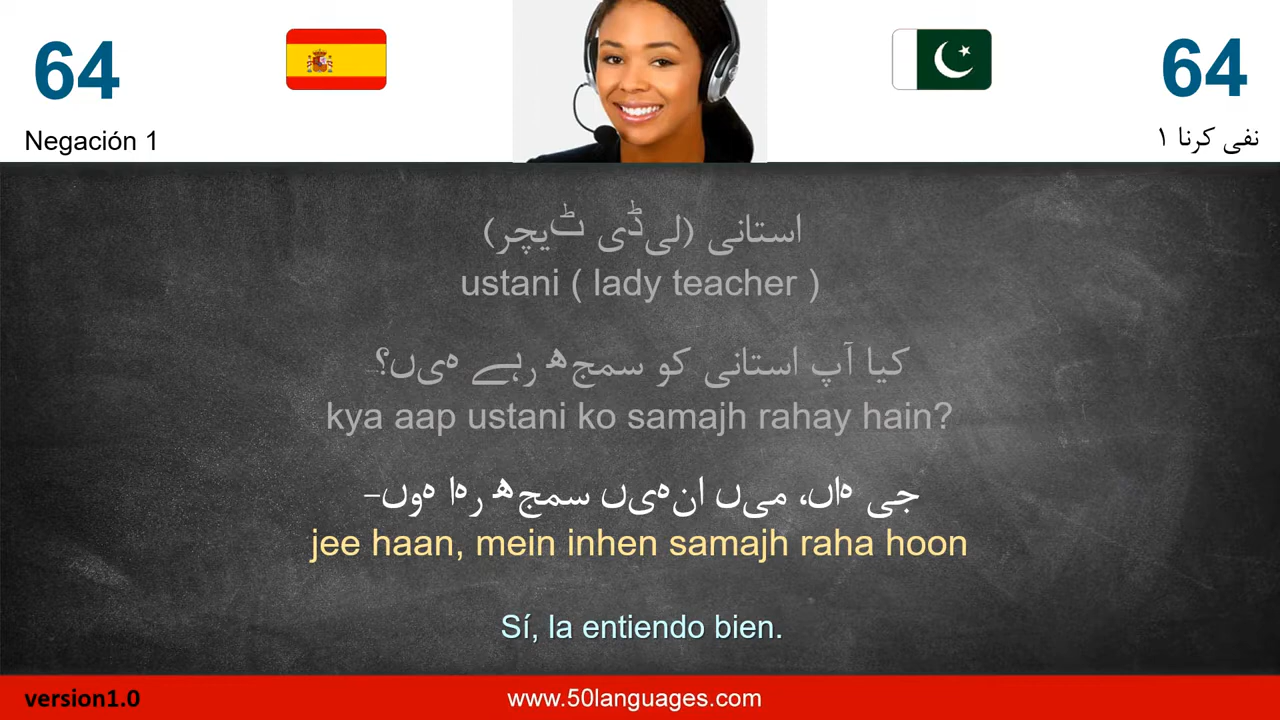 64
64
Negación 1
نفی کرنا ۱
استانی (لیڈی ٹیچر)
ustani ( lady teacher )
کیا آپ استانی کو سمجھ رہے ہیں؟
kya aap ustani ko samajh rahay hain?
جی ہاں، میں انہیں سمجھ رہا ہوں-
jee haan, mein inhen samajh raha hoon
Sí, la entiendo bien.
version1.0
www.50languages.com